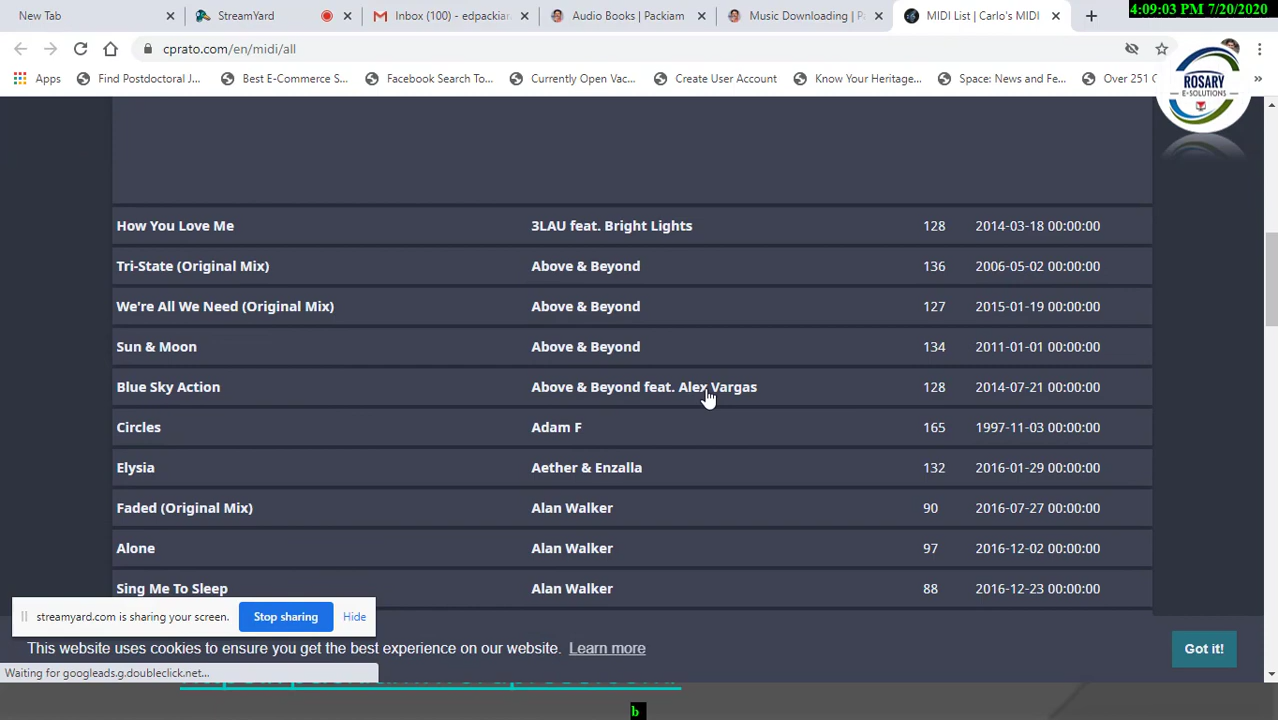 4:09:03 PM 7/20/2020
New Tab
StreamYard
Inbox (100) - edpackiam
Audio Books | Packiam
Music Downloading | P
MIDI List | Carlo's MIDI
cprato.com/en/midi/all
Apps
Find Postdoctoral J...
Best E-Commerce S...
Facebook Search To...
Currently Open Vac...
Create User Account
Know Your Heritage...
Space: News and Fe...
Over 251 C
ROSARY
E-SOLUTIONS
How You Love Me 3LAU feat. Bright Lights 128 2014-03-18 00:00:00
Tri-State (Original Mix) Above & Beyond 136 2006-05-02 00:00:00
We're All We Need (Original Mix) Above & Beyond 127 2015-01-19 00:00:00
Sun & Moon Above & Beyond 134 2011-01-01 00:00:00
Blue Sky Action Above & Beyond feat. Alex Vargas 128 2014-07-21 00:00:00
Circles Adam F 165 1997-11-03 00:00:00
Elysia Aether & Enzalla 132 2016-01-29 00:00:00
Faded (Original Mix) Alan Walker 90 2016-07-27 00:00:00
Alone Alan Walker 97 2016-12-02 00:00:00
Sing Me To Sleep Alan Walker 88 2016-12-23 00:00:00
streamyard.com is sharing your screen. Stop sharing Hide
This website uses cookies to ensure you get the best experience on our website. Learn more Got it!
Waiting for googleads.g.doubleclick.net...
b